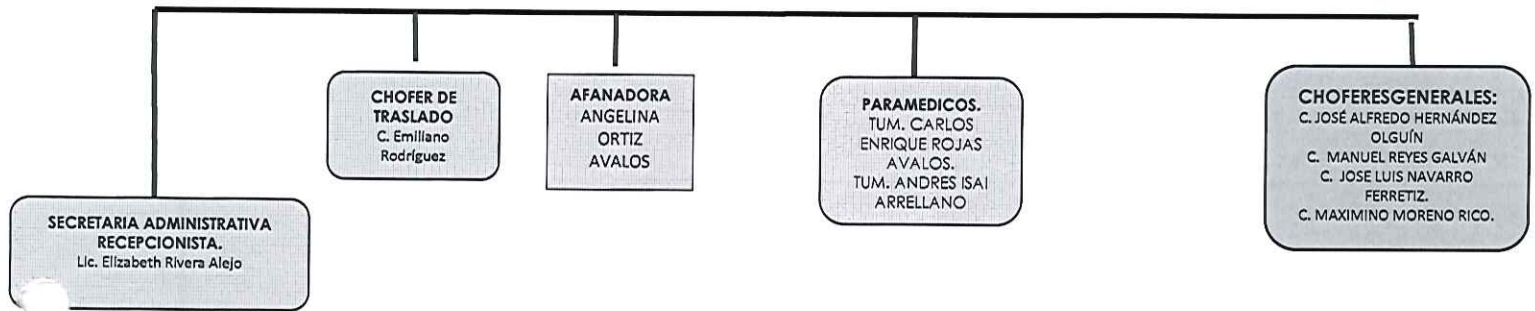 CHOFER DE
TRASLADO
C. Emiliano
Rodríguez
AFANADORA
ANGELINA
ORTIZ
AVALOS
PARAMEDICOS.
TUM. CARLOS
ENRIQUE ROJAS
AVALOS.
TUM. ANDRES ISAI
ARRELLANO
CHOFERESGENERALES:
C. JOSÉ ALFREDO HERNÁNDEZ
OLGUÍN
C. MANUEL REYES GALVÁN
C. JOSE LUIS NAVARRO
FERRETIZ.
C. MAXIMINO MORENO RICO.
SECRETARIA ADMINISTRATIVA
RECEPCIONISTA.
Lic. Elizabeth Rivera Alejo